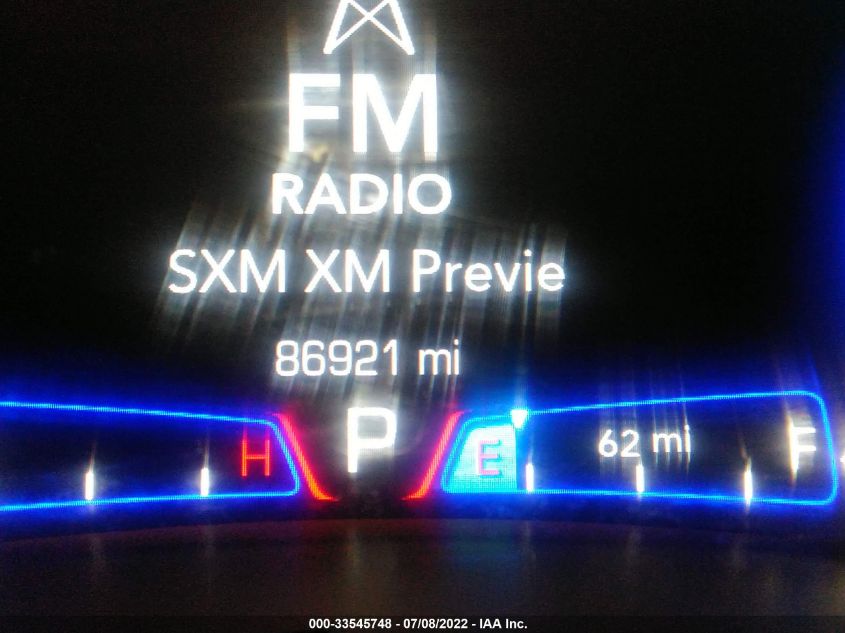 FM
RADIO
SXM XM Previe
86921 mi
H P E 62 mi F
000-33545748 - 07/08/2022 - IAA Inc.